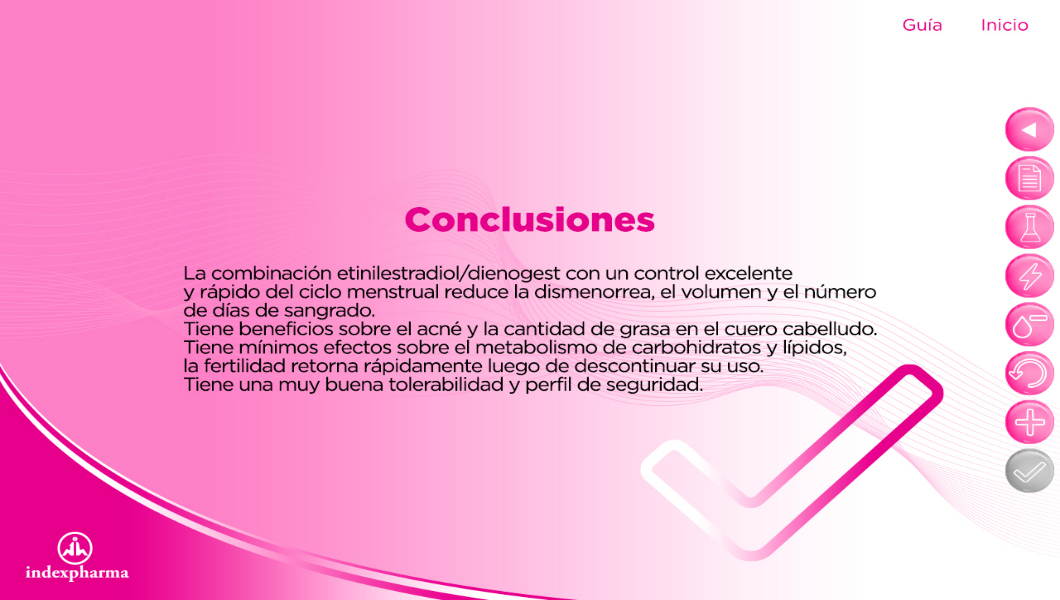 Guía Inicio
Conclusiones
La combinación etinilestradiol/dienogest con un control excelente
y rápido del ciclo menstrual reduce la dismenorrea, el volumen y el número
de días de sangrado.
Tiene beneficios sobre el acné y la cantidad de grasa en el cuero cabelludo.
Tiene mínimos efectos sobre el metabolismo de carbohidratos y lípidos,
la fertilidad retorna rápidamente luego de descontinuar su uso.
Tiene una muy buena tolerabilidad y perfil de seguridad.
indexpharma